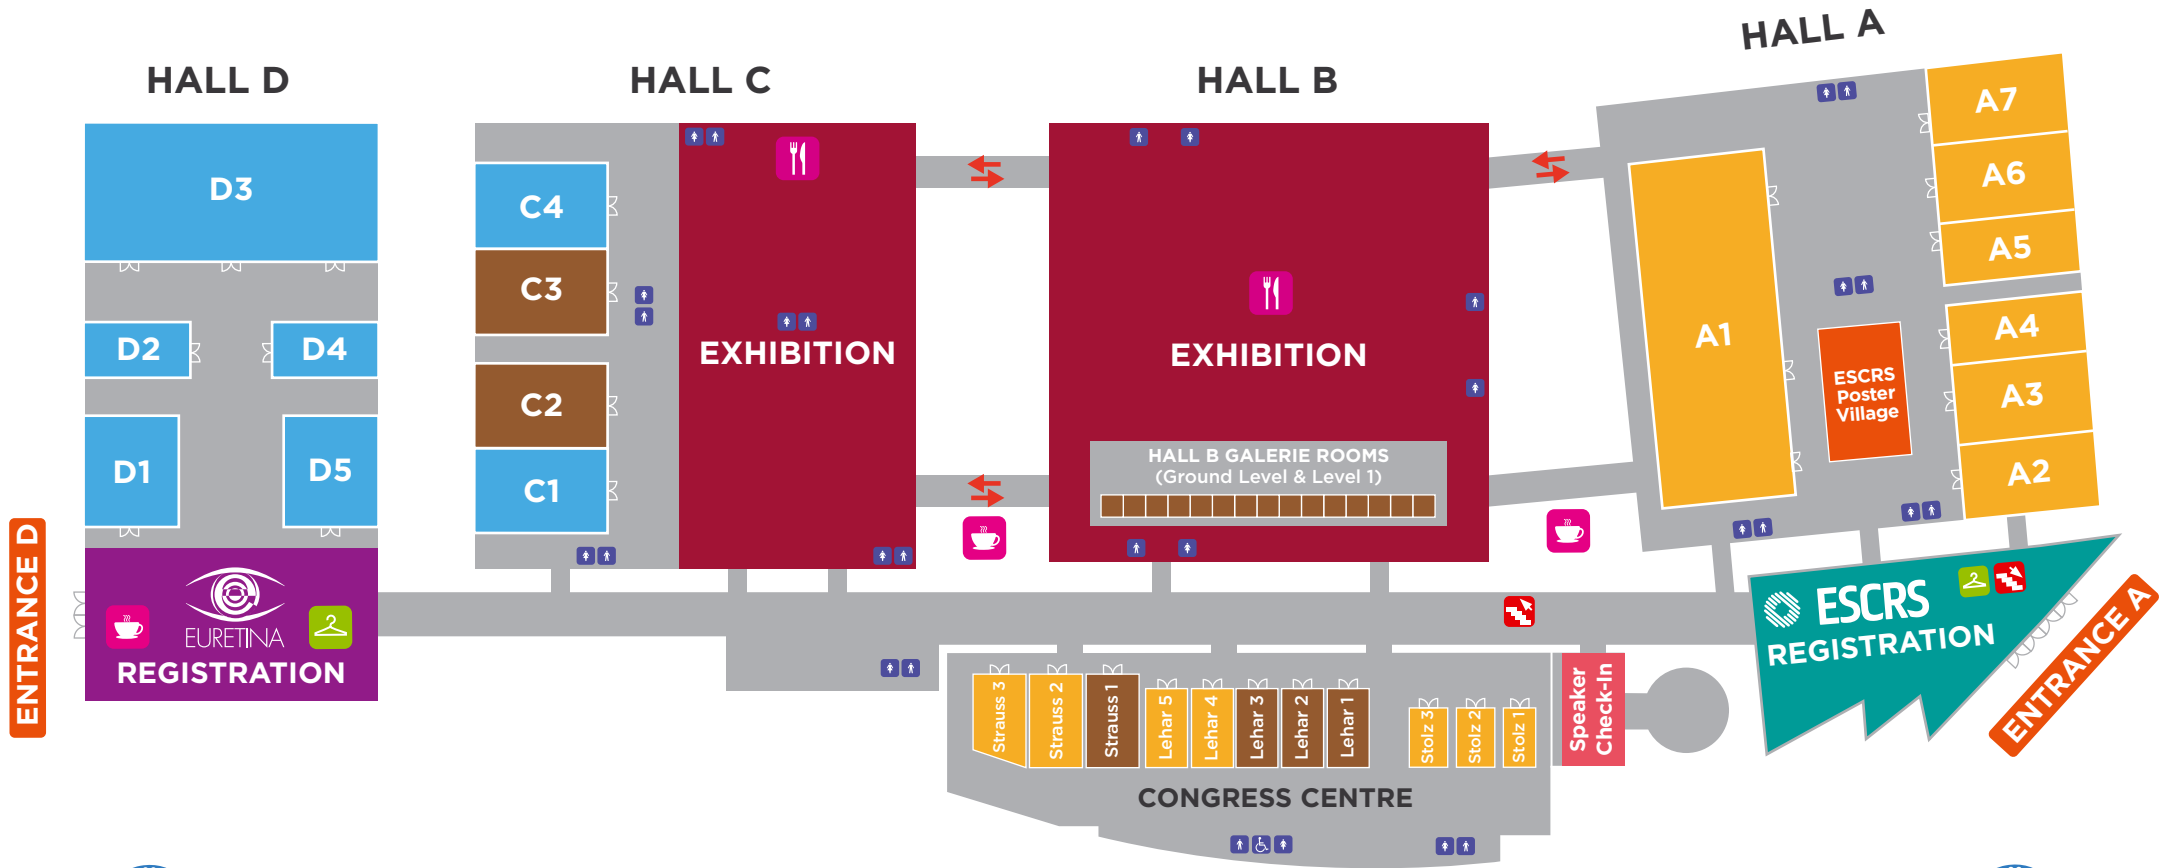 HALL D
HALL C
HALL B
HALL A
D3
D2
D4
D1
D5
ENTRANCE D
EURETINA
REGISTRATION
C4
C3
C2
C1
EXHIBITION
EXHIBITION
HALL B GALERIE ROOMS
(Ground Level & Level 1)
A7
A6
A5
A4
A3
A2
A1
ESCRS
Poster
Village
ESCRS
REGISTRATION
ENTRANCE A
Strauss 3
Strauss 2
Strauss 1
Lehar 5
Lehar 4
Lehar 3
Lehar 2
Lehar 1
Stolz 3
Stolz 2
Stolz 1
Speaker
Check-In
CONGRESS CENTRE